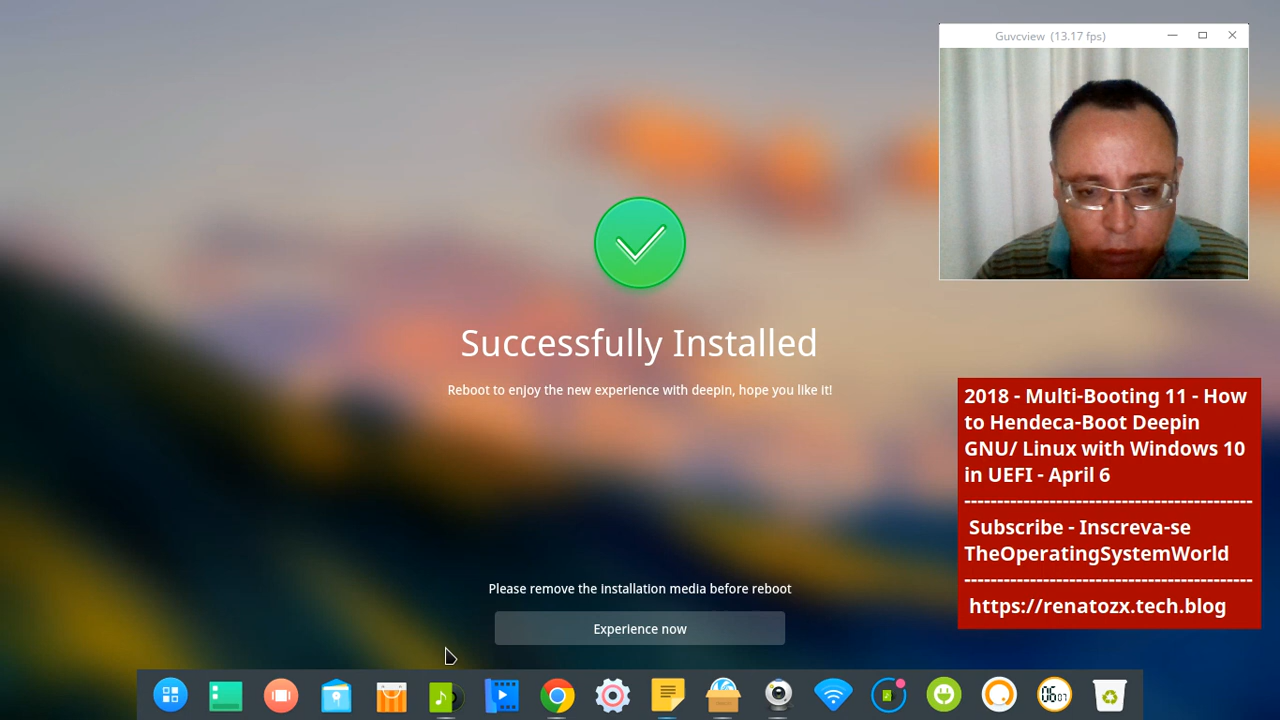 Guvcview (13.17 fps)
Successfully Installed
Reboot to enjoy the new experience with deepin, hope you like it!
2018 - Multi-Booting 11 - How
to Hendeca-Boot Deepin
GNU/ Linux with Windows 10
in UEFI - April 6
--------------------------------------------
Subscribe - Inscreva-se
TheOperatingSystemWorld
--------------------------------------------
https://renatozx.tech.blog
Please remove the installation media before reboot
Experience now